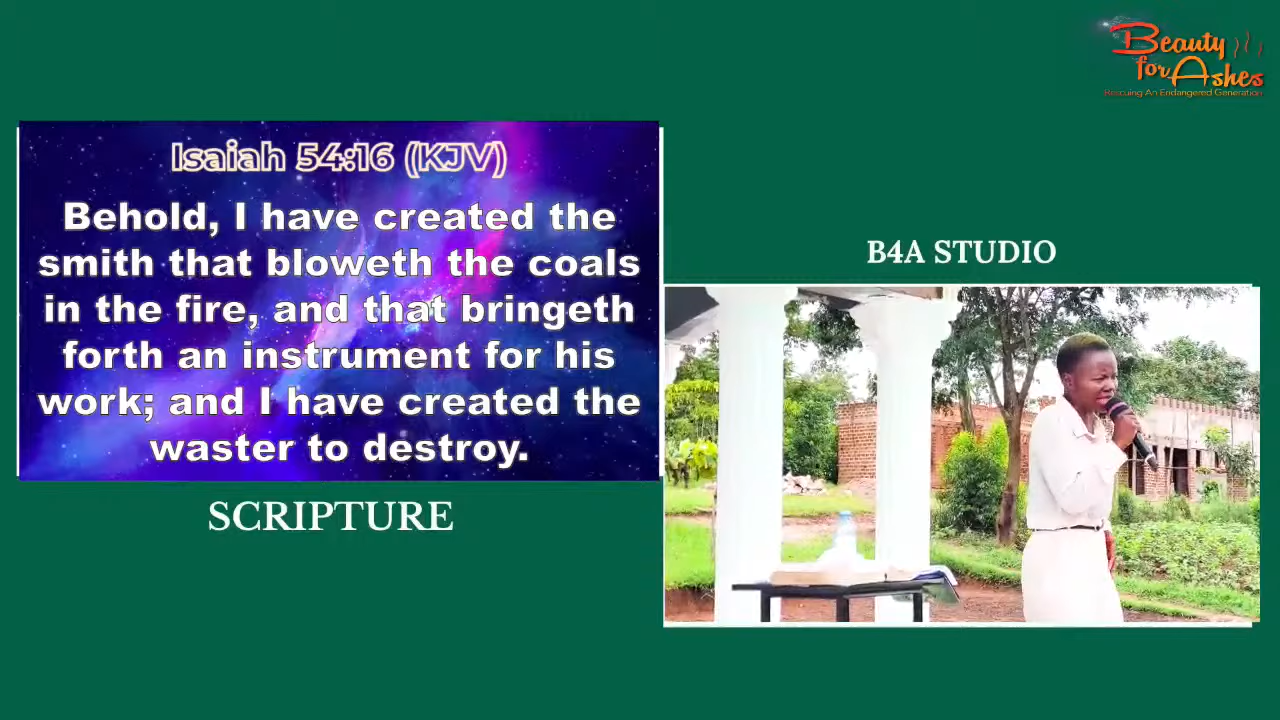 Beauty
for Ashes
Rescuing An Endangered Generation
Isaiah 54:16 (KJV)
Behold, I have created the
smith that bloweth the coals
in the fire, and that bringeth
forth an instrument for his
work; and I have created the
waster to destroy.
SCRIPTURE
B4A STUDIO